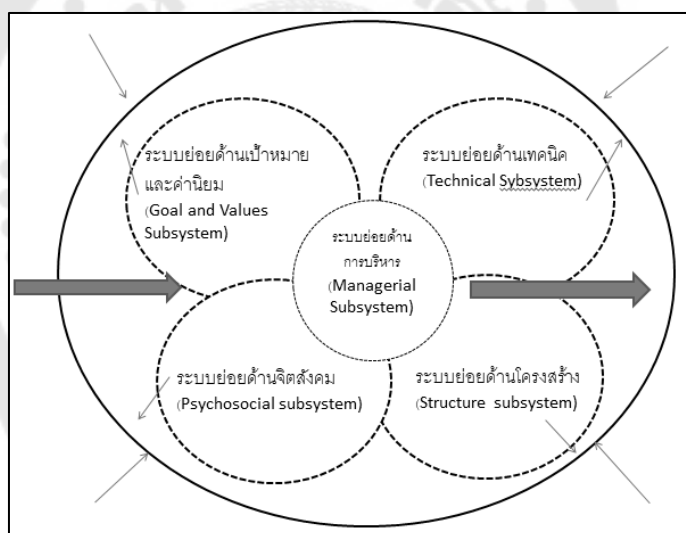 ระบบย่อยด้านเป้าหมาย
และค่านิยม
(Goal and Values
Subsystem)
ระบบย่อยด้านเทคนิค
(Technical Sybsystem)
ระบบย่อยด้าน
การบริหาร
(Managerial
Subsystem)
ระบบย่อยด้านจิตสังคม
(Psychosocial subsystem)
ระบบย่อยด้านโครงสร้าง
(Structure subsystem)